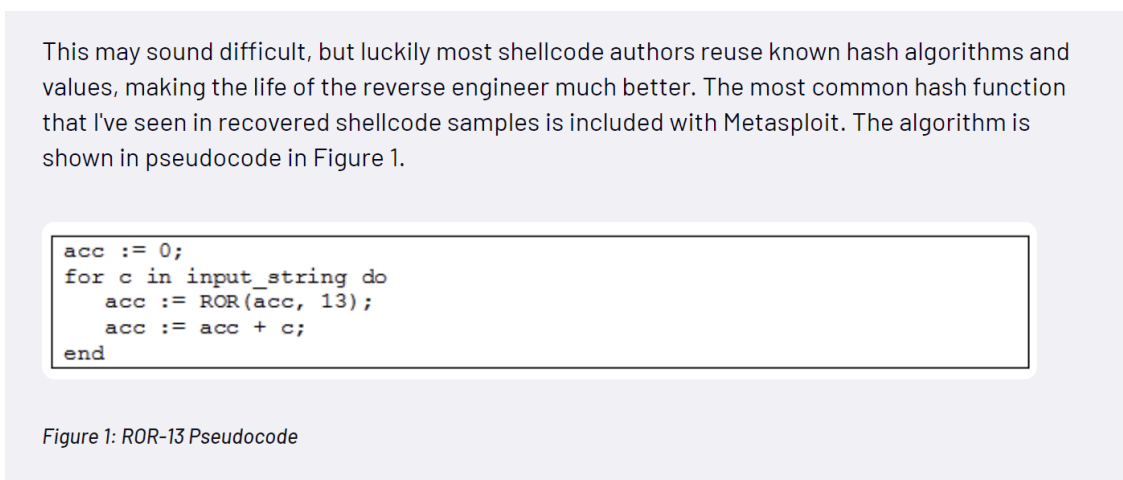 This may sound difficult, but luckily most shellcode authors reuse known hash algorithms and
values, making the life of the reverse engineer much better. The most common hash function
that I've seen in recovered shellcode samples is included with Metasploit. The algorithm is
shown in pseudocode in Figure 1.
acc := 0;
for c in input_string do
   acc := ROR(acc, 13);
   acc := acc + c;
end
Figure 1: ROR-13 Pseudocode